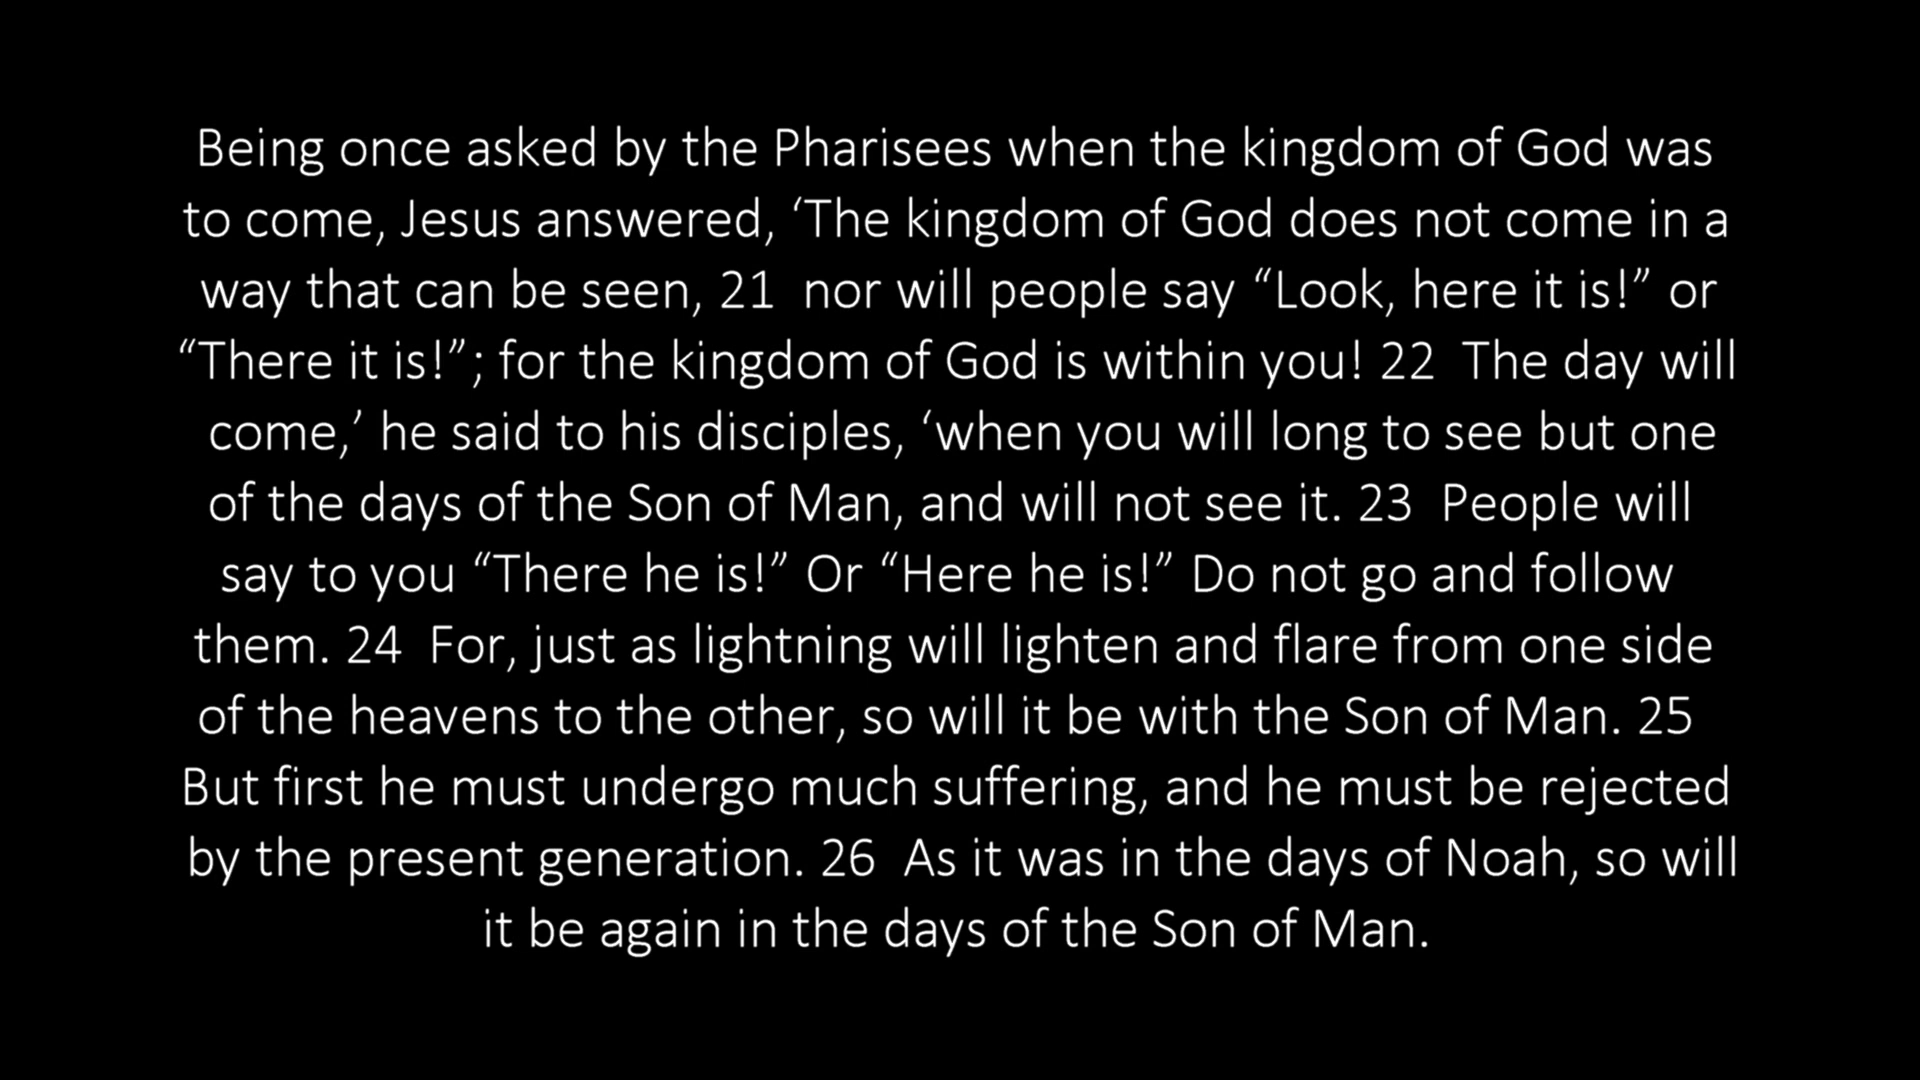 Being once asked by the Pharisees when the kingdom of God was
to come, Jesus answered, ‘The kingdom of God does not come in a
way that can be seen, 21  nor will people say “Look, here it is!” or
“There it is!”; for the kingdom of God is within you! 22  The day will
come,’ he said to his disciples, ‘when you will long to see but one
of the days of the Son of Man, and will not see it. 23  People will
say to you “There he is!” Or “Here he is!” Do not go and follow
them. 24  For, just as lightning will lighten and flare from one side
of the heavens to the other, so will it be with the Son of Man. 25
But first he must undergo much suffering, and he must be rejected
by the present generation. 26  As it was in the days of Noah, so will
it be again in the days of the Son of Man.